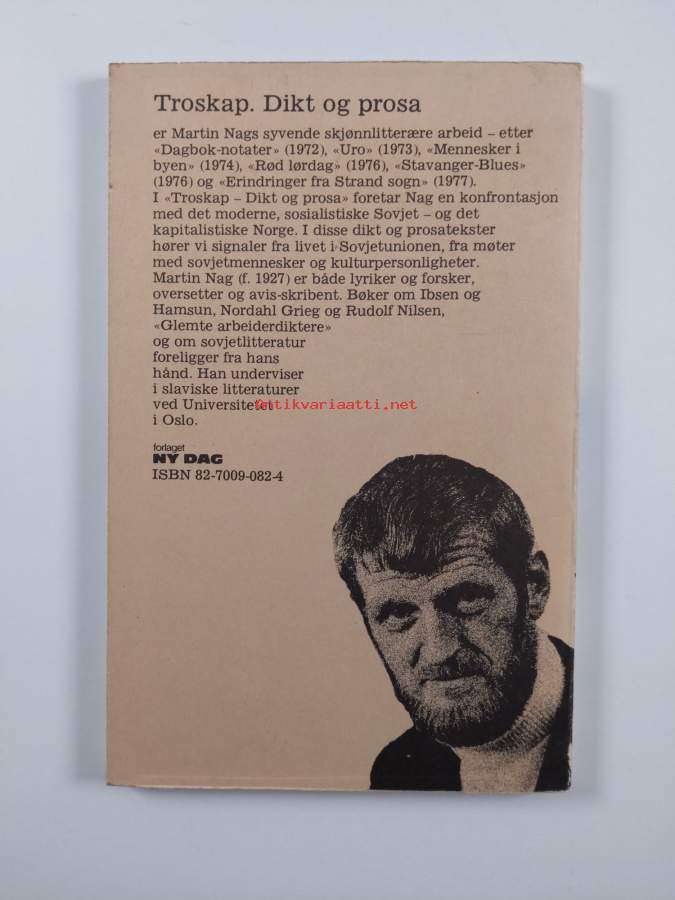 Troskap. Dikt og prosa
er Martin Nags syvende skjønnlitterære arbeid – etter
«Dagbok-notater» (1972), «Uro» (1973), «Mennesker i
byen» (1974), «Rød lørdag» (1976), «Stavanger-Blues»
(1976) og «Erindringer fra Strand sogn» (1977).
I «Troskap – Dikt og prosa» foretar Nag en konfrontasjon
med det moderne, sosialistiske Sovjet – og det
kapitalistiske Norge. I disse dikt og prosatekster
hører vi signaler fra livet i Sovjetunionen, fra møter
med sovjetmennesker og kulturpersonligheter.
Martin Nag (f. 1927) er både lyriker og forsker,
oversetter og avis-skribent. Bøker om Ibsen og
Hamsun, Nordahl Grieg og Rudolf Nilsen,
«Glemte arbeiderdiktere»
og om sovjetlitteratur
foreligger fra hans
hånd. Han underviser
i slaviske litteraturer
ved Universitetet
antikvariaatti.net
i Oslo.
forlaget
NY DAG
ISBN 82-7009-082-4